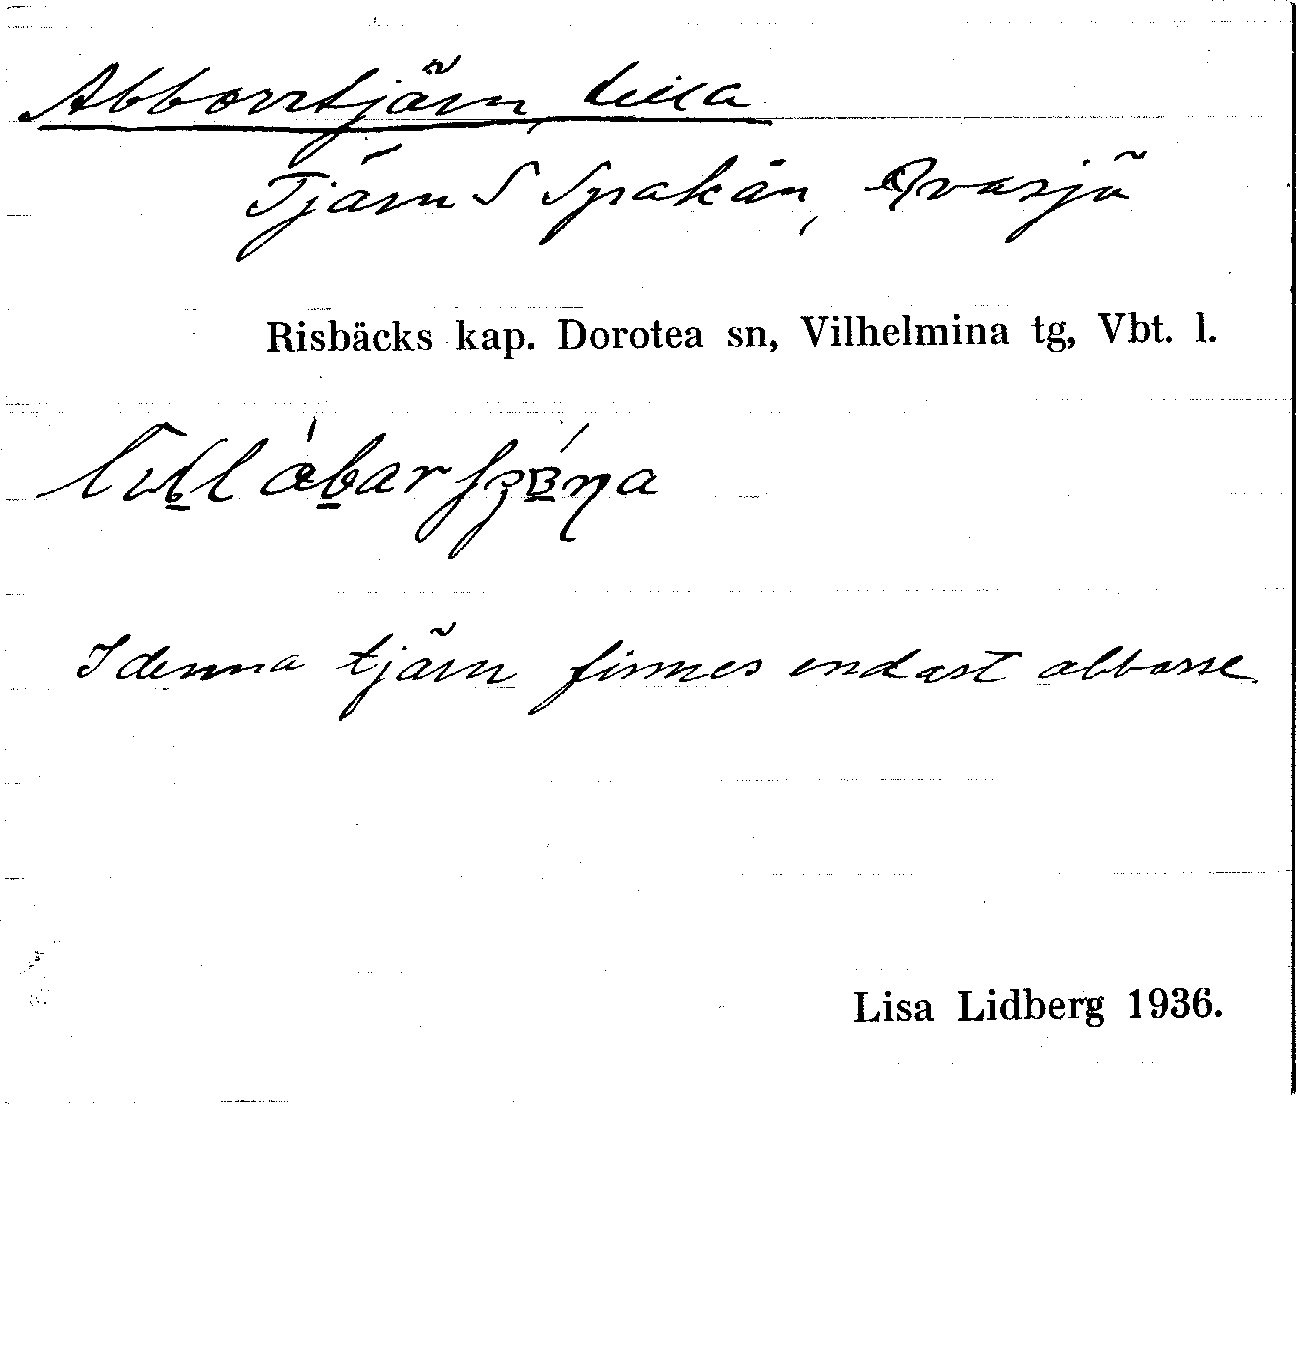 Abborrtjärn, Lilla
Tjärn S Spakån, Avasjö
Risbäcks kap. Dorotea sn, Vilhelmina tg, Vbt. l.
I denna tjärn finnes endast abborre
Lisa Lidberg 1936.